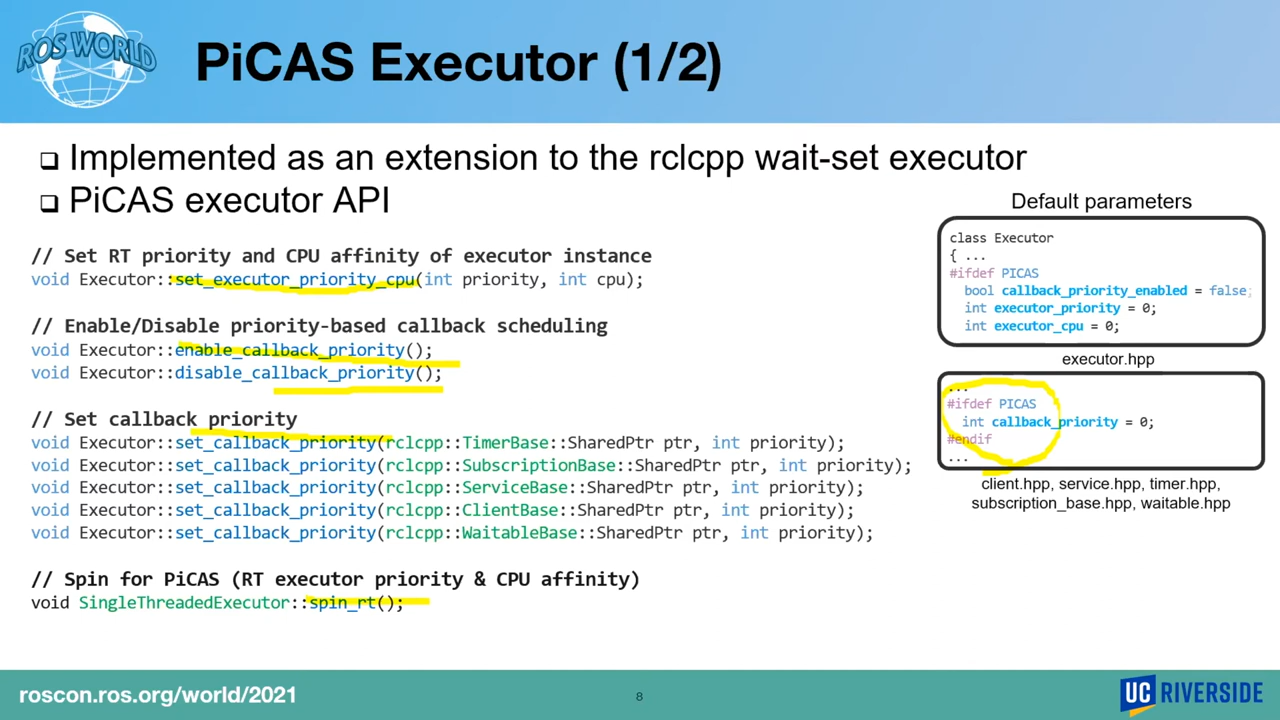 ROS WORLD
PiCAS Executor (1/2)
❑ Implemented as an extension to the rclcpp wait-set executor
❑ PiCAS executor API
// Set RT priority and CPU affinity of executor instance
void Executor::set_executor_priority_cpu(int priority, int cpu);
// Enable/Disable priority-based callback scheduling
void Executor::enable_callback_priority();
void Executor::disable_callback_priority();
// Set callback priority
void Executor::set_callback_priority(rclcpp::TimerBase::SharedPtr ptr, int priority);
void Executor::set_callback_priority(rclcpp::SubscriptionBase::SharedPtr ptr, int priority);
void Executor::set_callback_priority(rclcpp::ServiceBase::SharedPtr ptr, int priority);
void Executor::set_callback_priority(rclcpp::ClientBase::SharedPtr ptr, int priority);
void Executor::set_callback_priority(rclcpp::WaitableBase::SharedPtr ptr, int priority);
// Spin for PiCAS (RT executor priority & CPU affinity)
void SingleThreadedExecutor::spin_rt();
Default parameters
class Executor
{ ...
#ifdef PICAS
bool callback_priority_enabled = false;
int executor_priority = 0;
int executor_cpu = 0;
executor.hpp
...
#ifdef PICAS
int callback_priority = 0;
#endif
...
client.hpp, service.hpp, timer.hpp,
subscription_base.hpp, waitable.hpp
roscon.ros.org/world/2021
8
UC RIVERSIDE